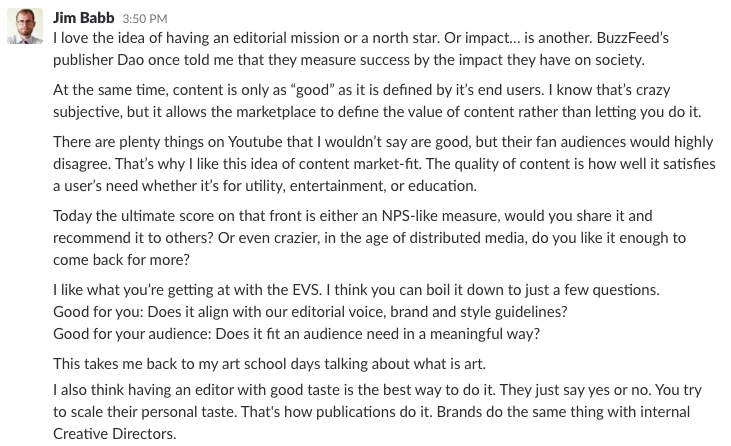 Jim Babb 3:50 PM
I love the idea of having an editorial mission or a north star. Or impact... is another. BuzzFeed's
publisher Dao once told me that they measure success by the impact they have on society.
At the same time, content is only as “good” as it is defined by it's end users. I know that's crazy
subjective, but it allows the marketplace to define the value of content rather than letting you do it.
There are plenty things on Youtube that I wouldn't say are good, but their fan audiences would highly
disagree. That's why I like this idea of content market-fit. The quality of content is how well it satisfies
a user's need whether it's for utility, entertainment, or education.
Today the ultimate score on that front is either an NPS-like measure, would you share it and
recommend it to others? Or even crazier, in the age of distributed media, do you like it enough to
come back for more?
I like what you're getting at with the EVS. I think you can boil it down to just a few questions.
Good for you: Does it align with our editorial voice, brand and style guidelines?
Good for your audience: Does it fit an audience need in a meaningful way?
This takes me back to my art school days talking about what is art.
I also think having an editor with good taste is the best way to do it. They just say yes or no. You try
to scale their personal taste. That's how publications do it. Brands do the same thing with internal
Creative Directors.